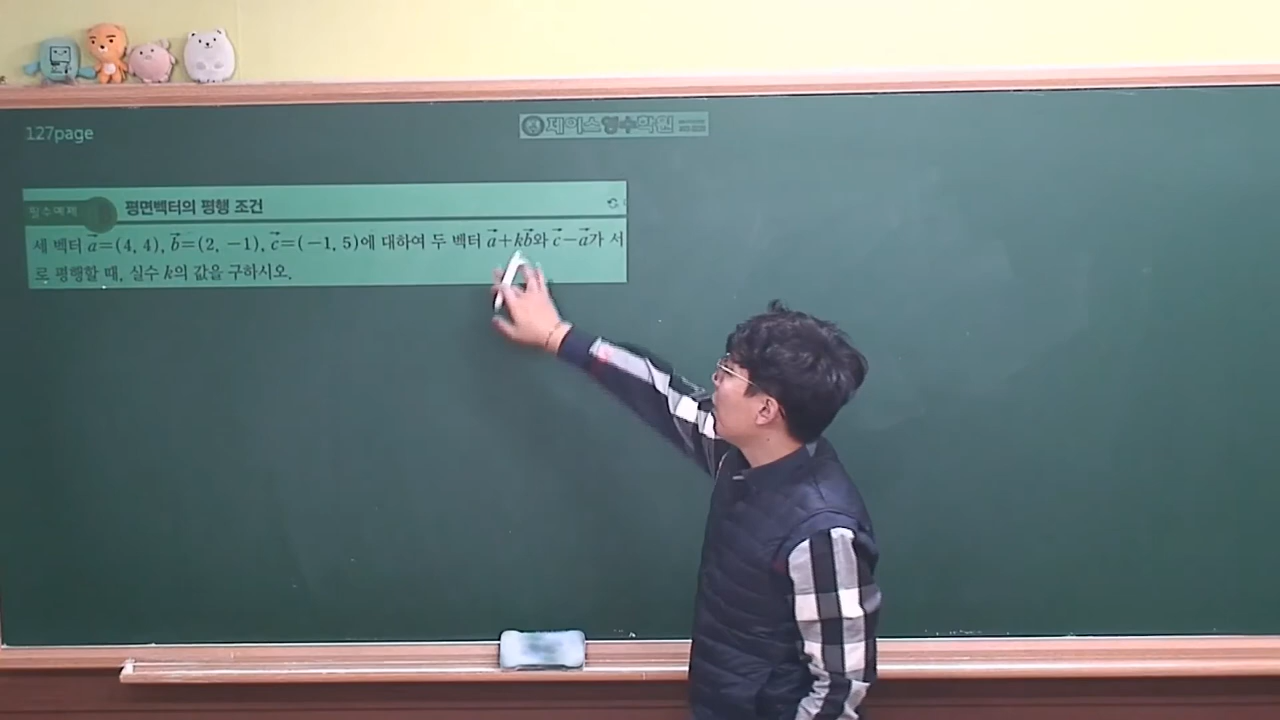 127page
제이스영수학원
필수예제 평면벡터의 평행 조건
세 벡터 a⃗=(4, 4), b⃗=(2, −1), c⃗=(−1, 5)에 대하여 두 벡터 a⃗+kb⃗와 c⃗−a⃗가 서
로 평행할 때, 실수 k의 값을 구하시오.